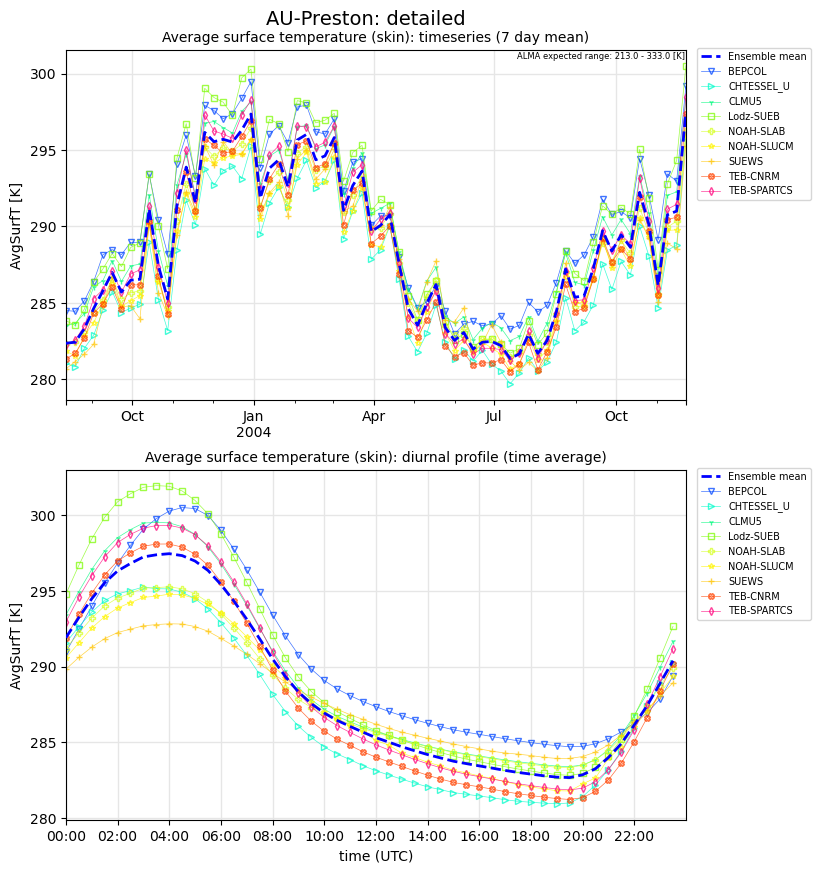 AU-Preston: detailed
Average surface temperature (skin): timeseries (7 day mean)
ALMA expected range: 213.0 - 333.0 [K]
AvgSurfT [K]
300
295
290
285
280
Oct
Jan
2004
Apr
Jul
Oct
Ensemble mean
BEPCOL
CHTESSEL_U
CLMU5
Lodz-SUEB
NOAH-SLAB
NOAH-SLUCM
SUEWS
TEB-CNRM
TEB-SPARTCS
Average surface temperature (skin): diurnal profile (time average)
AvgSurfT [K]
300
295
290
285
280
00:00 02:00 04:00 06:00 08:00 10:00 12:00 14:00 16:00 18:00 20:00 22:00
time (UTC)
Ensemble mean
BEPCOL
CHTESSEL_U
CLMU5
Lodz-SUEB
NOAH-SLAB
NOAH-SLUCM
SUEWS
TEB-CNRM
TEB-SPARTCS